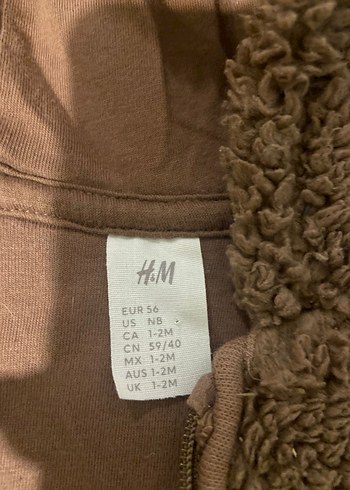 H&M
EUR 56
US NB
CA 1-2M
CN 59/40
MX 1-2M
AUS 1-2M
UK 1-2M